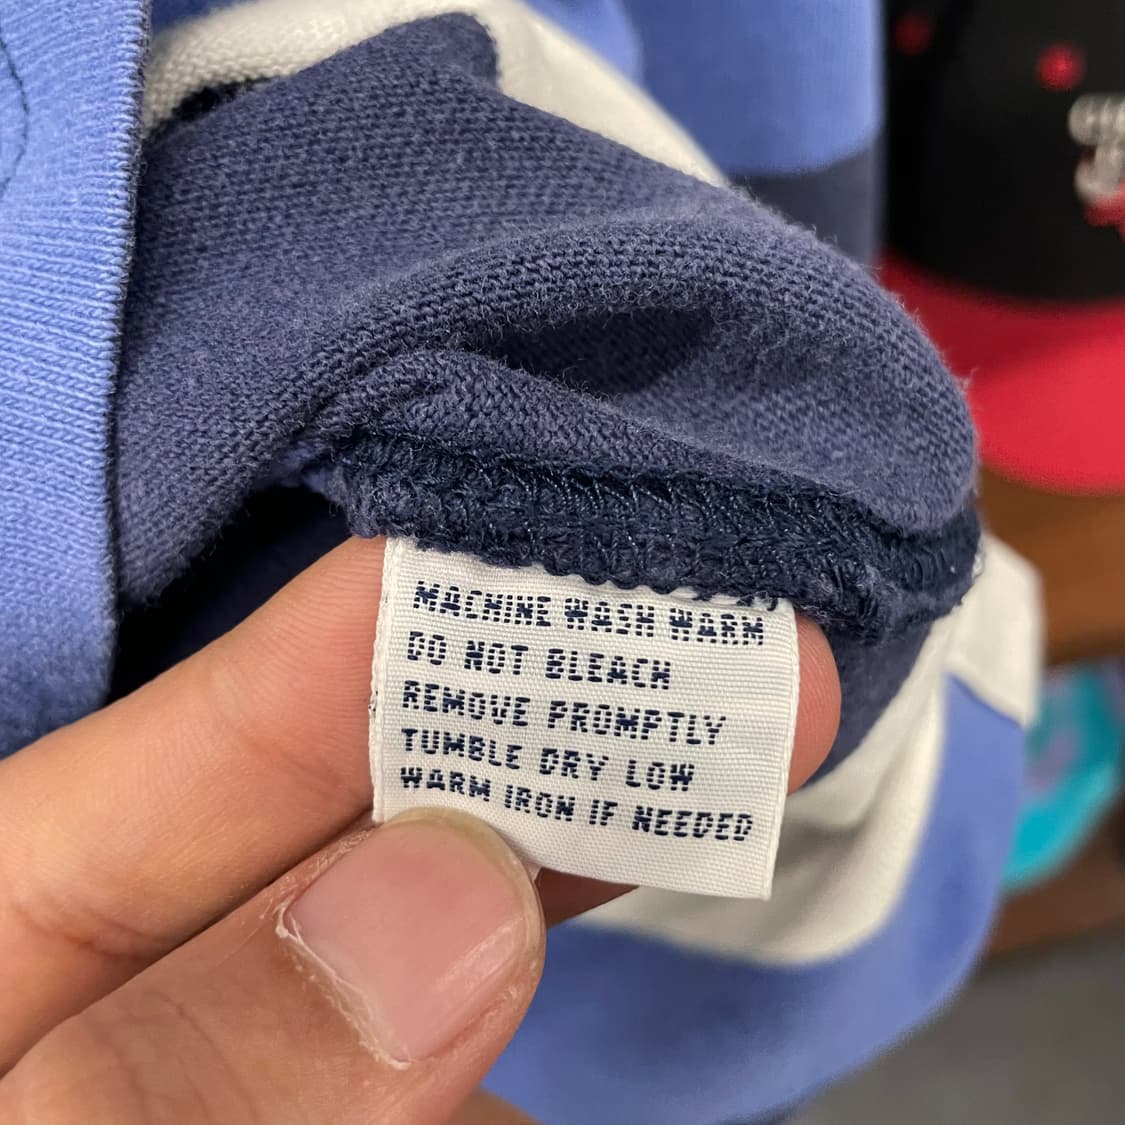 MACHINE WASH WARM
DO NOT BLEACH
REMOVE PROMPTLY
TUMBLE DRY LOW
WARM IRON IF NEEDED